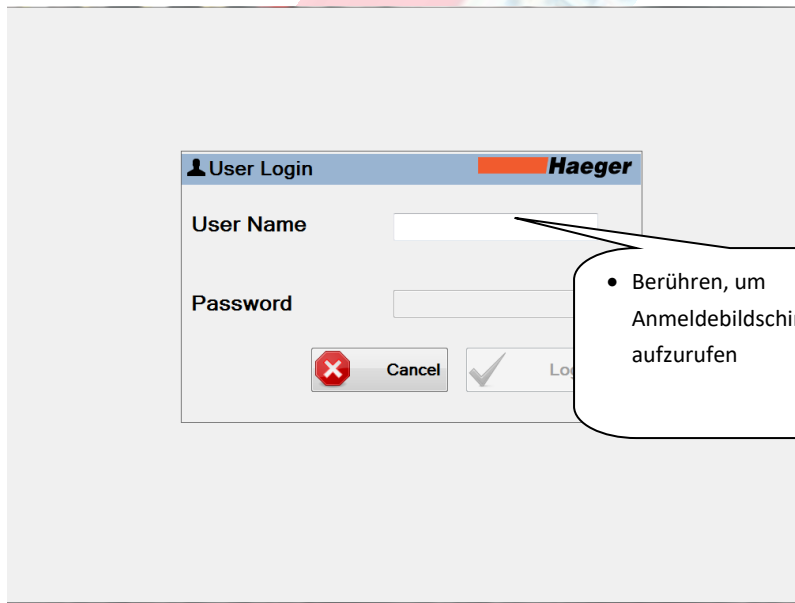 User Login
Haeger
User Name
Password
Cancel
• Berühren, um
aufzurufen